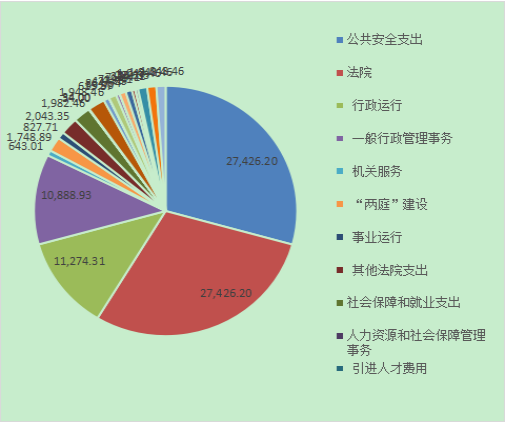 公共安全支出
法院
行政运行
一般行政管理事务
机关服务
“两庭”建设
事业运行
其他法院支出
社会保障和就业支出
人力资源和社会保障管理
事务
引进人才费用
1,982.46
2,043.35
827.71
1,748.89
643.01
10,888.93
11,274.31
27,426.20
27,426.20